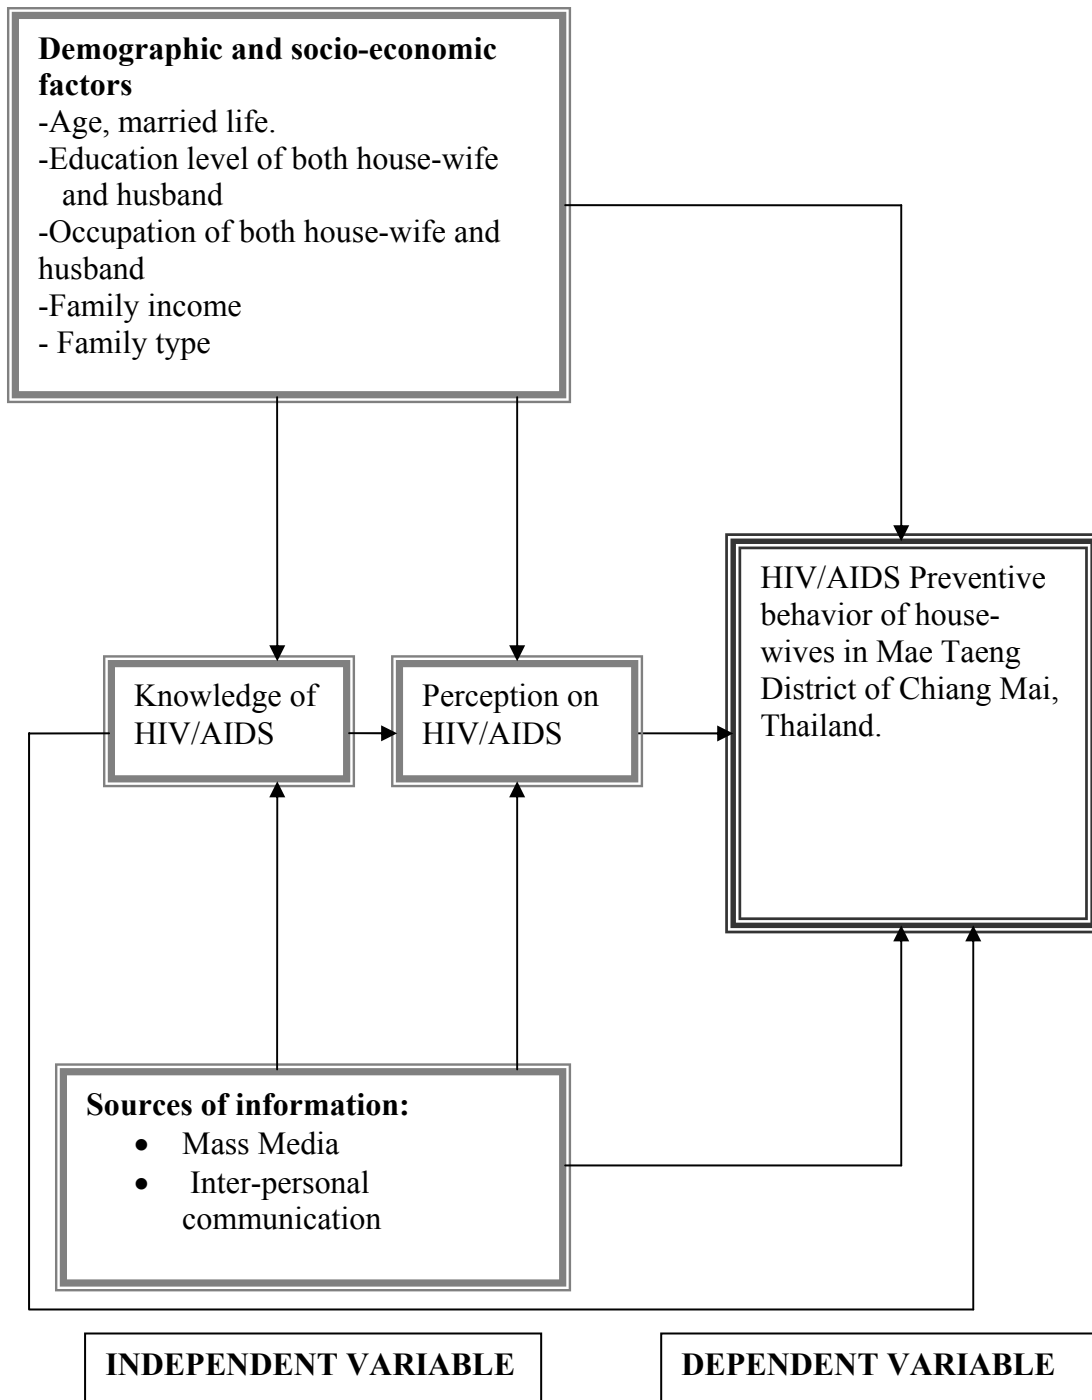 Demographic and socio-economic
factors
-Age, married life.
-Education level of both house-wife
and husband
-Occupation of both house-wife and
husband
-Family income
- Family type
HIV/AIDS Preventive
behavior of house-
wives in Mae Taeng
District of Chiang Mai,
Thailand.
Knowledge of
HIV/AIDS
Perception on
HIV/AIDS
Sources of information:
• Mass Media
• Inter-personal
communication
INDEPENDENT VARIABLE
DEPENDENT VARIABLE